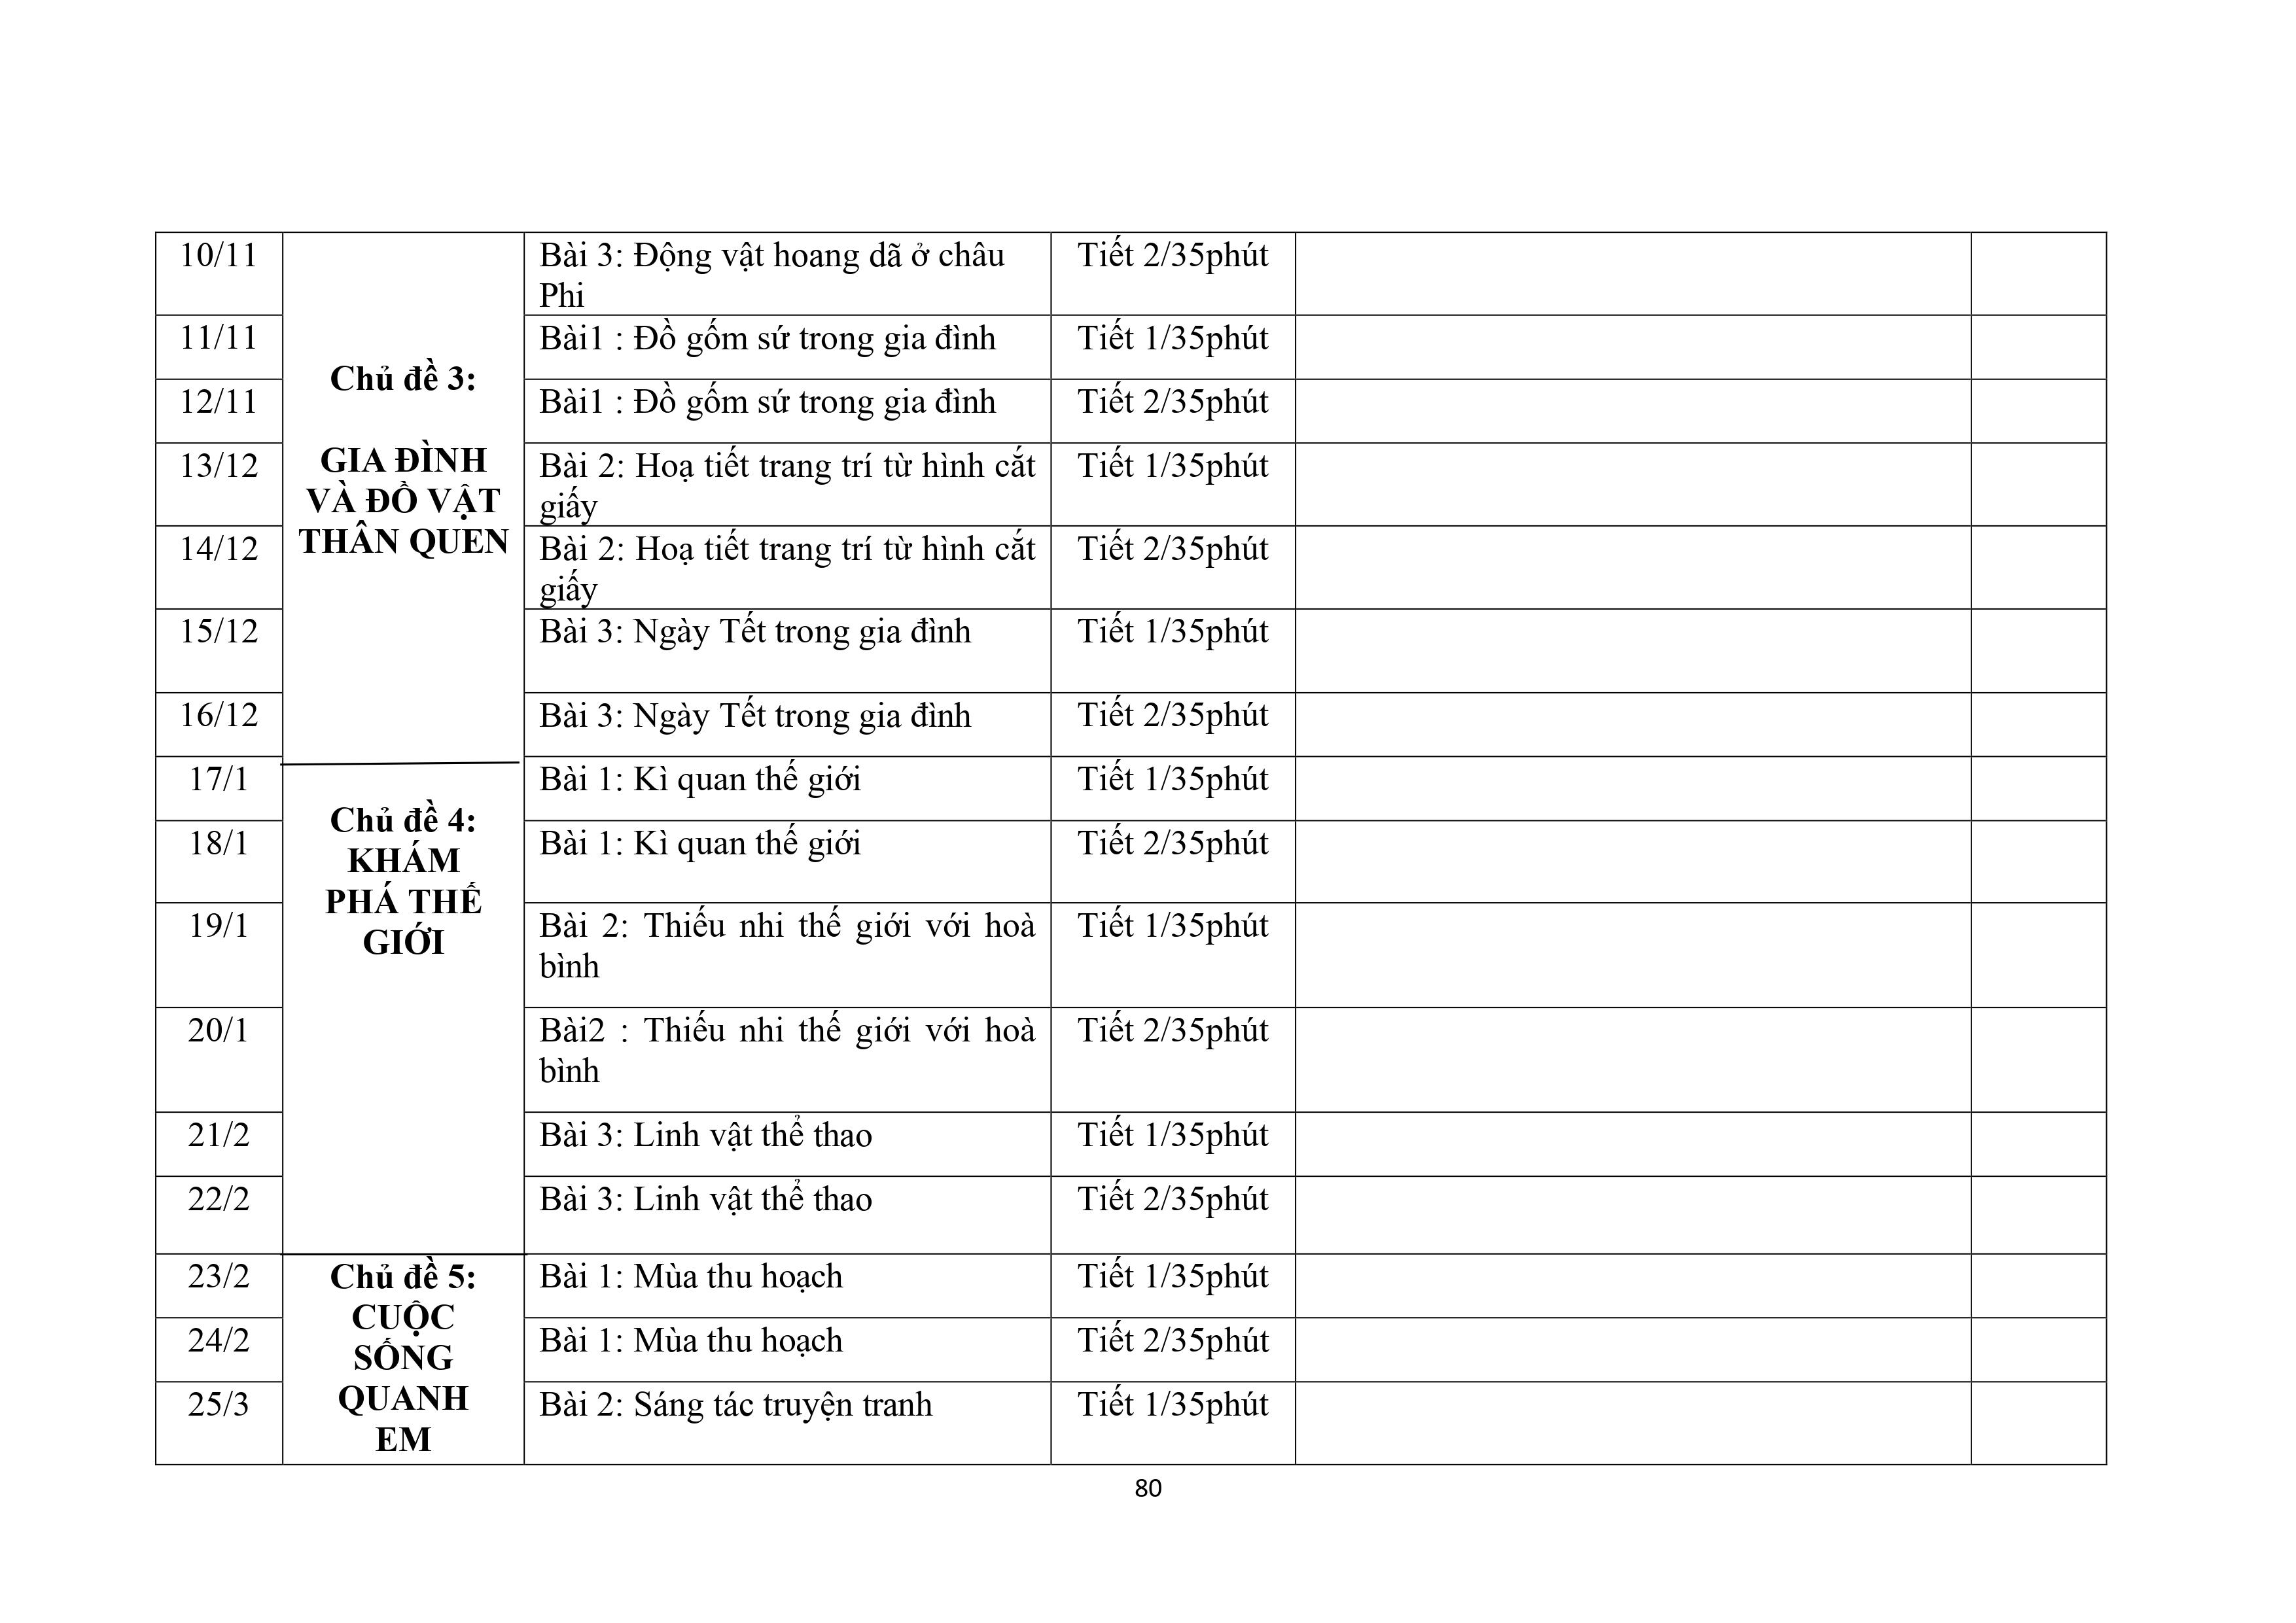 10/11
Bài 3: Động vật hoang dã ở châu
Phi
Tiết 2/35phút
11/11
Bài1 : Đồ gốm sứ trong gia đình
Tiết 1/35phút
Chủ đề 3:
GIA ĐÌNH
VÀ ĐỒ VẬT
THÂN QUEN
12/11
Bài1 : Đồ gốm sứ trong gia đình
Tiết 2/35phút
13/12
Bài 2: Hoạ tiết trang trí từ hình cắt
giấy
Tiết 1/35phút
14/12
Bài 2: Hoạ tiết trang trí từ hình cắt
giấy
Tiết 2/35phút
15/12
Bài 3: Ngày Tết trong gia đình
Tiết 1/35phút
16/12
Bài 3: Ngày Tết trong gia đình
Tiết 2/35phút
17/1
Bài 1: Kì quan thế giới
Tiết 1/35phút
Chủ đề 4:
KHÁM
PHÁ THẾ
GIỚI
18/1
Bài 1: Kì quan thế giới
Tiết 2/35phút
19/1
Bài 2: Thiếu nhi thế giới với hoà
bình
Tiết 1/35phút
20/1
Bài2 : Thiếu nhi thế giới với hoà
bình
Tiết 2/35phút
21/2
Bài 3: Linh vật thể thao
Tiết 1/35phút
22/2
Bài 3: Linh vật thể thao
Tiết 2/35phút
23/2
Chủ đề 5:
CUỘC
SỐNG
QUANH
EM
Bài 1: Mùa thu hoạch
Tiết 1/35phút
24/2
Bài 1: Mùa thu hoạch
Tiết 2/35phút
25/3
Bài 2: Sáng tác truyện tranh
Tiết 1/35phút
80